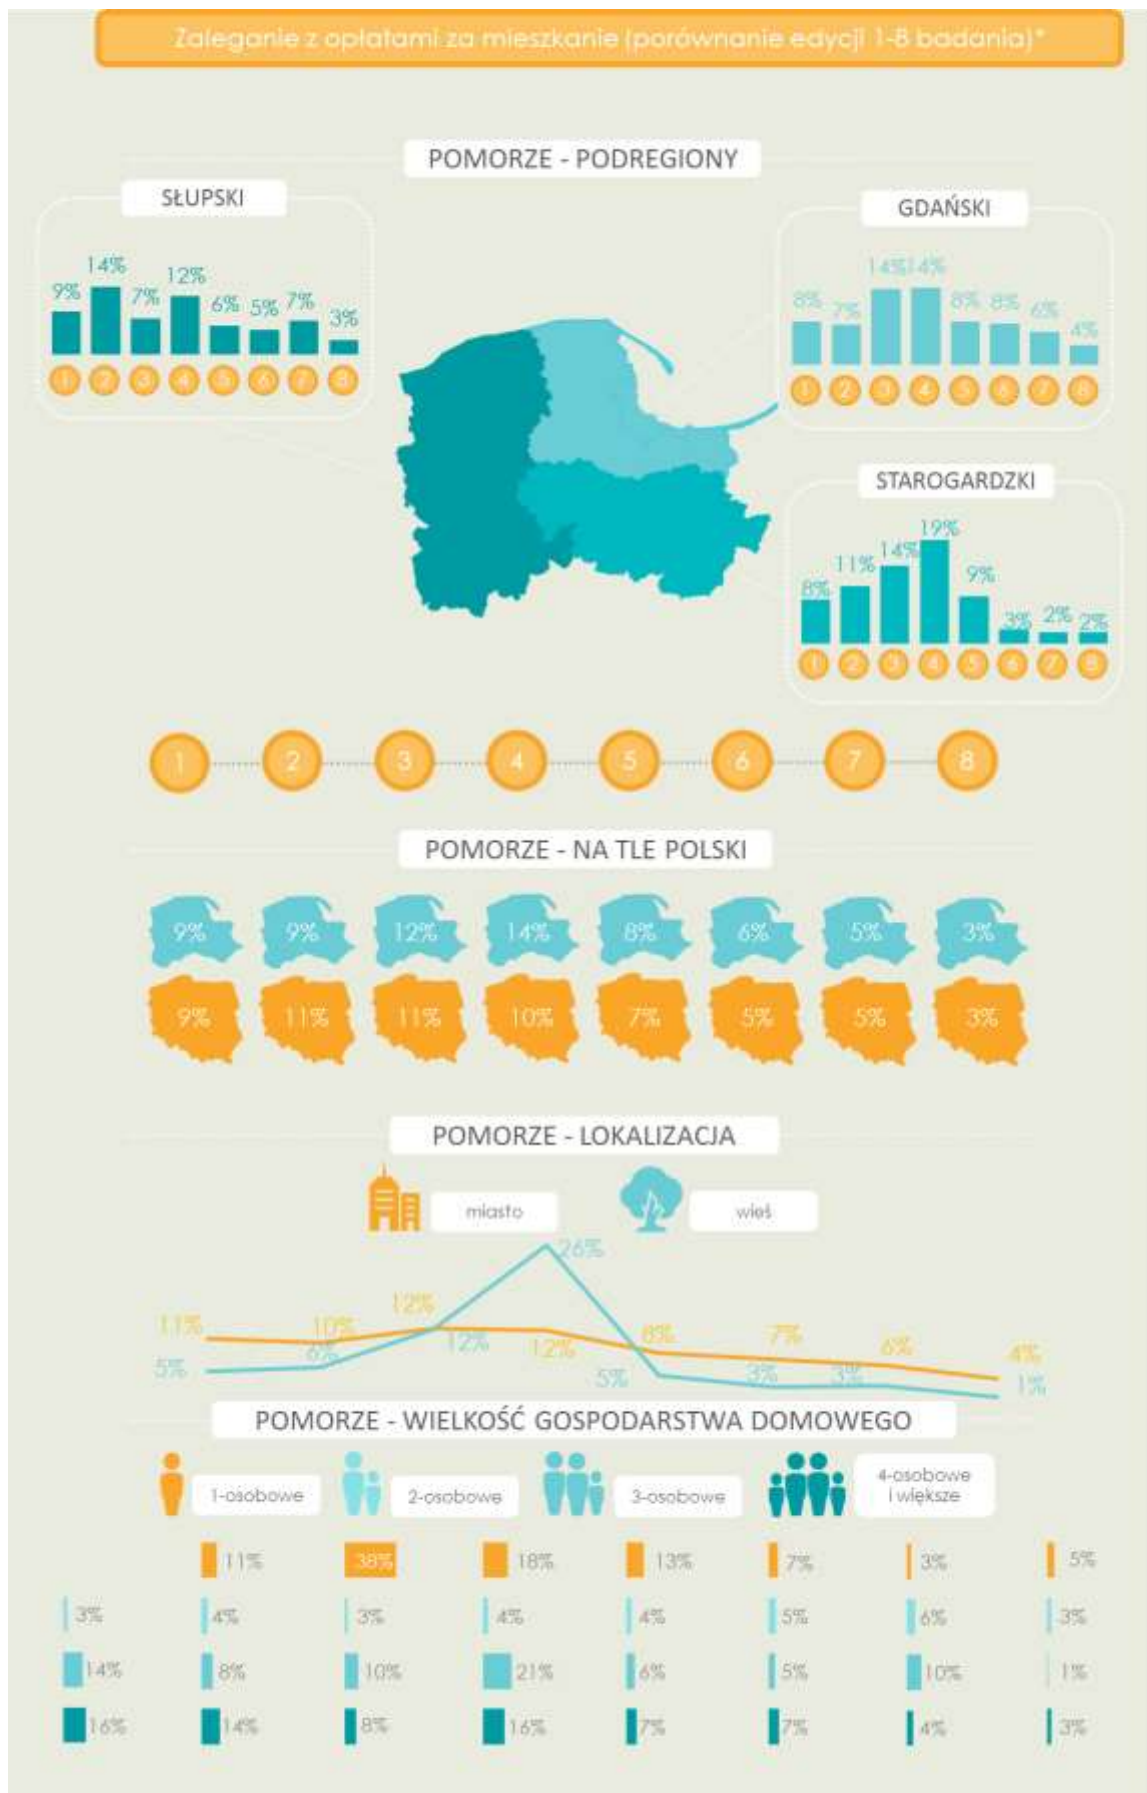 Zaleganie z opłatami za mieszkanie (porównanie edycji 1-8 badania)*
POMORZE - PODREGIONY
SŁUPSKI
9% 14% 7% 12% 6% 5% 7% 3%
1 2 3 4 5 6 7 8
GDAŃSKI
8% 7% 14% 14% 8% 8% 6% 4%
1 2 3 4 5 6 7 8
STAROGARDZKI
8% 11% 14% 19% 9% 3% 2% 2%
1 2 3 4 5 6 7 8
1 2 3 4 5 6 7 8
POMORZE - NA TLE POLSKI
9% 9% 12% 14% 8% 6% 5% 3%
9% 11% 11% 10% 7% 5% 5% 3%
POMORZE - LOKALIZACJA
miasto wieś
11% 10% 12% 12% 8% 7% 6% 4%
5% 6% 12% 26% 5% 3% 3% 1%
POMORZE - WIELKOŚĆ GOSPODARSTWA DOMOWEGO
1-osobowe 2-osobowe 3-osobowe 4-osobowe
i większe
11% 38% 18% 13% 7% 3% 5%
3% 4% 3% 4% 4% 5% 6% 3%
14% 8% 10% 21% 6% 5% 10% 1%
16% 14% 8% 16% 7% 7% 4% 3%